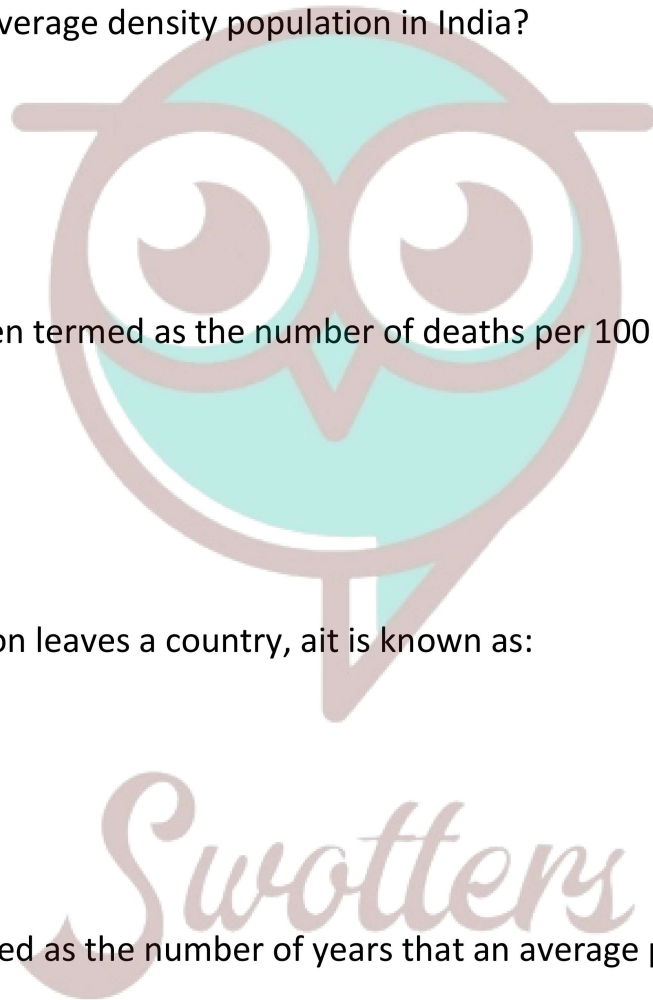 verage density population in India?
en termed as the number of deaths per 100
on leaves a country, ait is known as:
Swotters
ed as the number of years that an average p